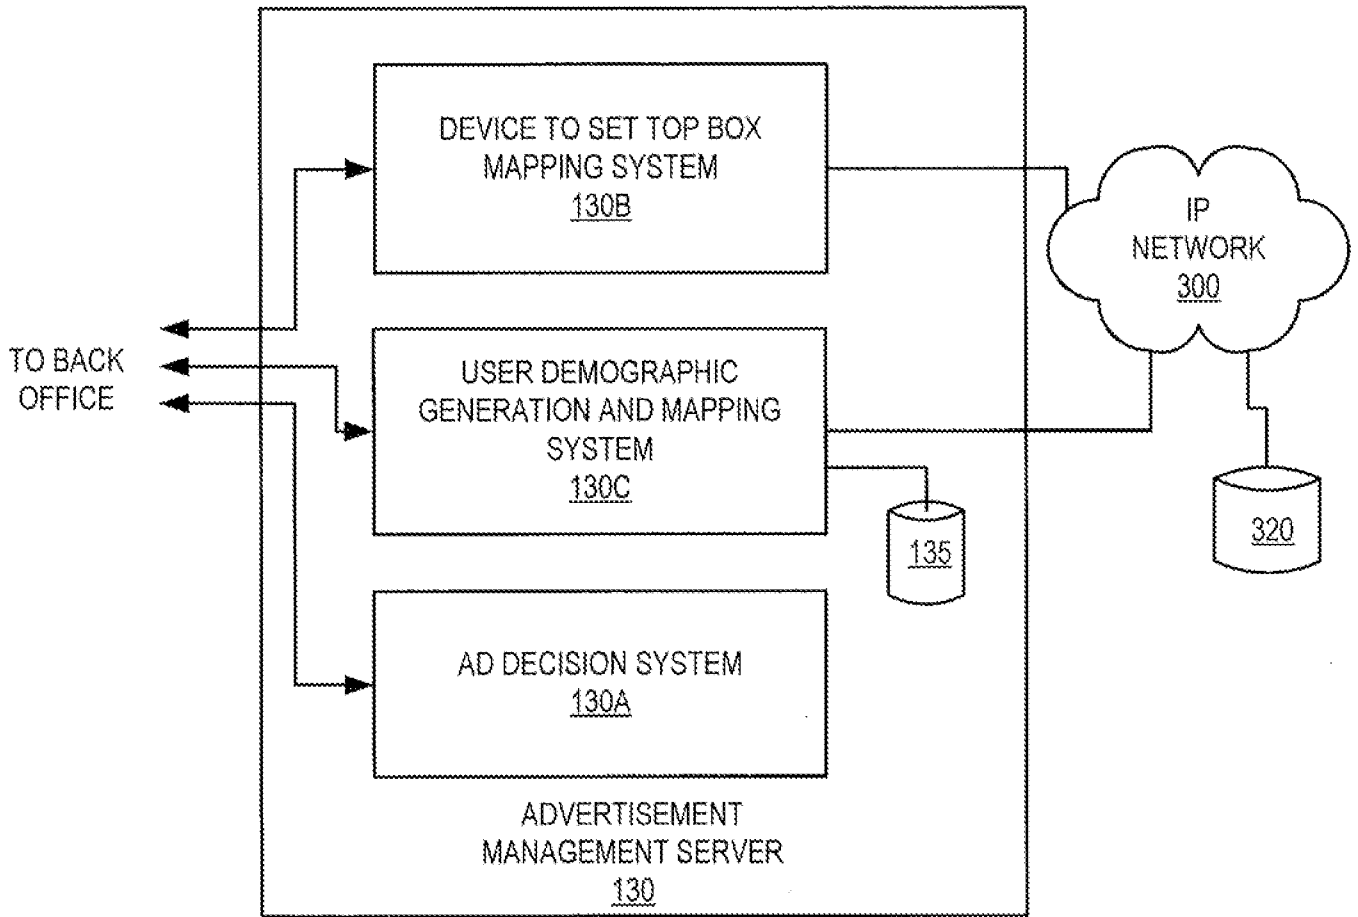 DEVICE TO SET TOP BOX
MAPPING SYSTEM
130B
IP
NETWORK
300
TO BACK
OFFICE
USER DEMOGRAPHIC
GENERATION AND MAPPING
SYSTEM
130C
135
320
AD DECISION SYSTEM
130A
ADVERTISEMENT
MANAGEMENT SERVER
130